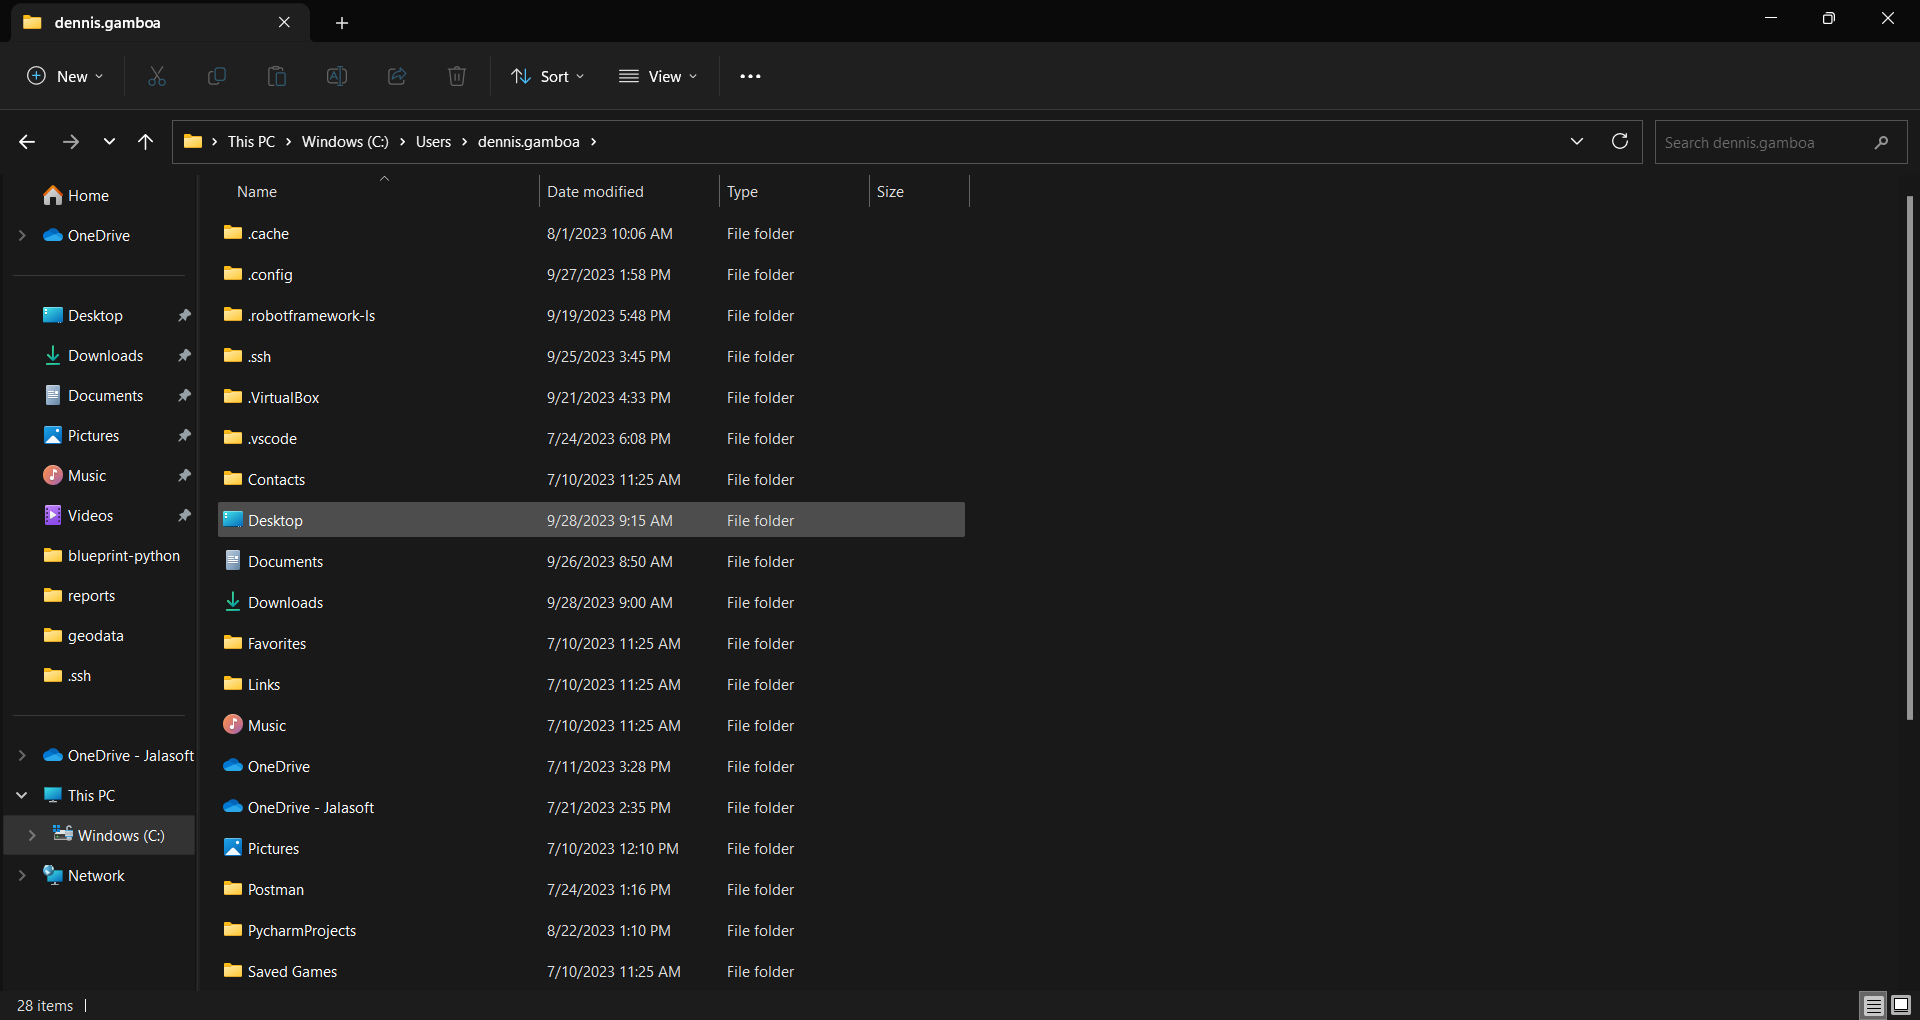 dennis.gamboa
New
Sort
View
This PC > Windows (C:) > Users > dennis.gamboa >
Search dennis.gamboa
Home
OneDrive
Desktop
Downloads
Documents
Pictures
Music
Videos
blueprint-python
reports
geodata
.ssh
OneDrive - Jalasoft
This PC
Windows (C:)
Network
Name Date modified Type Size
.cache 8/1/2023 10:06 AM File folder
.config 9/27/2023 1:58 PM File folder
.robotframework-ls 9/19/2023 5:48 PM File folder
.ssh 9/25/2023 3:45 PM File folder
.VirtualBox 9/21/2023 4:33 PM File folder
.vscode 7/24/2023 6:08 PM File folder
Contacts 7/10/2023 11:25 AM File folder
Desktop 9/28/2023 9:15 AM File folder
Documents 9/26/2023 8:50 AM File folder
Downloads 9/28/2023 9:00 AM File folder
Favorites 7/10/2023 11:25 AM File folder
Links 7/10/2023 11:25 AM File folder
Music 7/10/2023 11:25 AM File folder
OneDrive 7/11/2023 3:28 PM File folder
OneDrive - Jalasoft 7/21/2023 2:35 PM File folder
Pictures 7/10/2023 12:10 PM File folder
Postman 7/24/2023 1:16 PM File folder
PycharmProjects 8/22/2023 1:10 PM File folder
Saved Games 7/10/2023 11:25 AM File folder
28 items